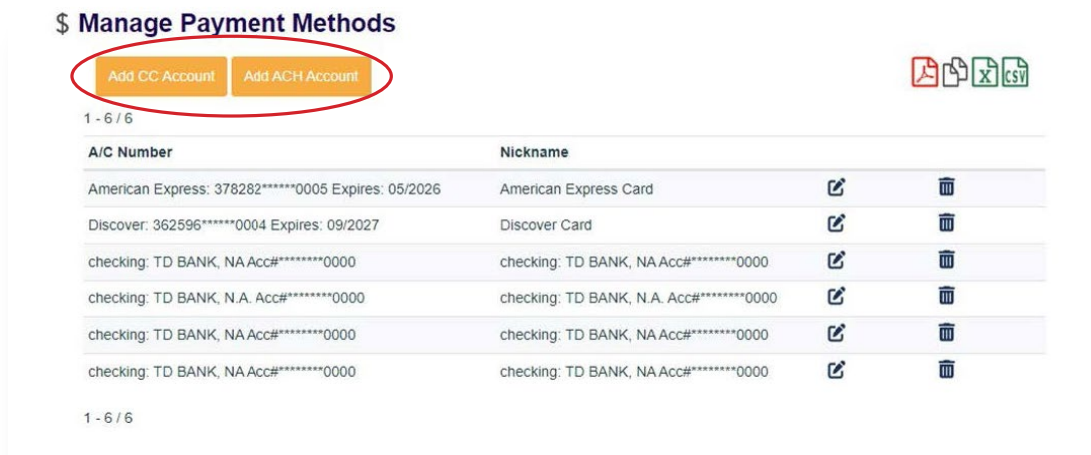 $ Manage Payment Methods
Add CC Account Add ACH Account
CSV
1 - 6 / 6
A/C Number Nickname
American Express: 378282******0005 Expires: 05/2026 American Express Card
Discover: 362596******0004 Expires: 09/2027 Discover Card
checking: TD BANK, NA Acc#********0000 checking: TD BANK, NA Acc#********0000
checking: TD BANK, N.A. Acc#********0000 checking: TD BANK, N.A. Acc#********0000
checking: TD BANK, NA Acc#********0000 checking: TD BANK, NA Acc#********0000
checking: TD BANK, NA Acc#********0000 checking: TD BANK, NA Acc#********0000
1 - 6 / 6